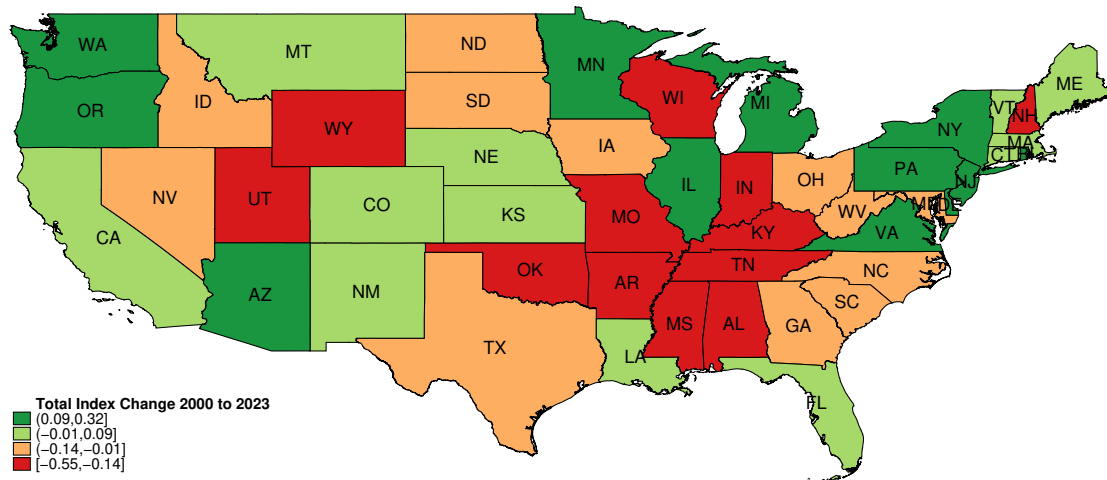 WA
MT
ND
MN
ME
OR
ID
SD
WI
MI
VT
NH
WY
NY
MA
IA
NE
CT
PA
NV
UT
CO
IL
IN
OH
NJ
KS
MO
WV
DE
CA
KY
VA
AZ
NM
OK
AR
TN
NC
SC
TX
MS
AL
GA
LA
FL
Total Index Change 2000 to 2023
(0.09,0.32]
(−0.01,0.09]
(−0.14,−0.01]
[−0.55,−0.14]